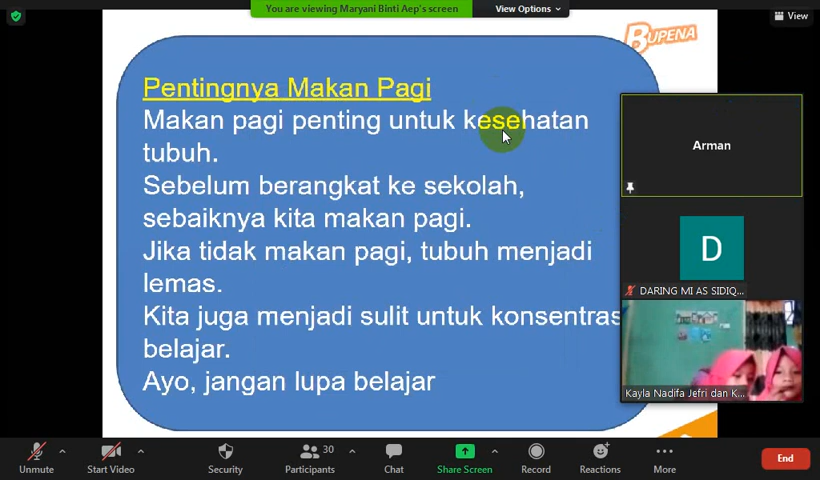 You are viewing Maryani Binti Aep's screen
View Options
View
BUPENA
Pentingnya Makan Pagi
Makan pagi penting untuk kesehatan
tubuh.
Sebelum berangkat ke sekolah,
sebaiknya kita makan pagi.
Jika tidak makan pagi, tubuh menjadi
lemas.
Kita juga menjadi sulit untuk konsentras
belajar.
Ayo, jangan lupa belajar
Arman
D
DARING MI AS SIDIQ...
Kayla Nadifa Jefri dan K...
Unmute
Start Video
Security
Participants
30
Chat
Share Screen
Record
Reactions
More
End